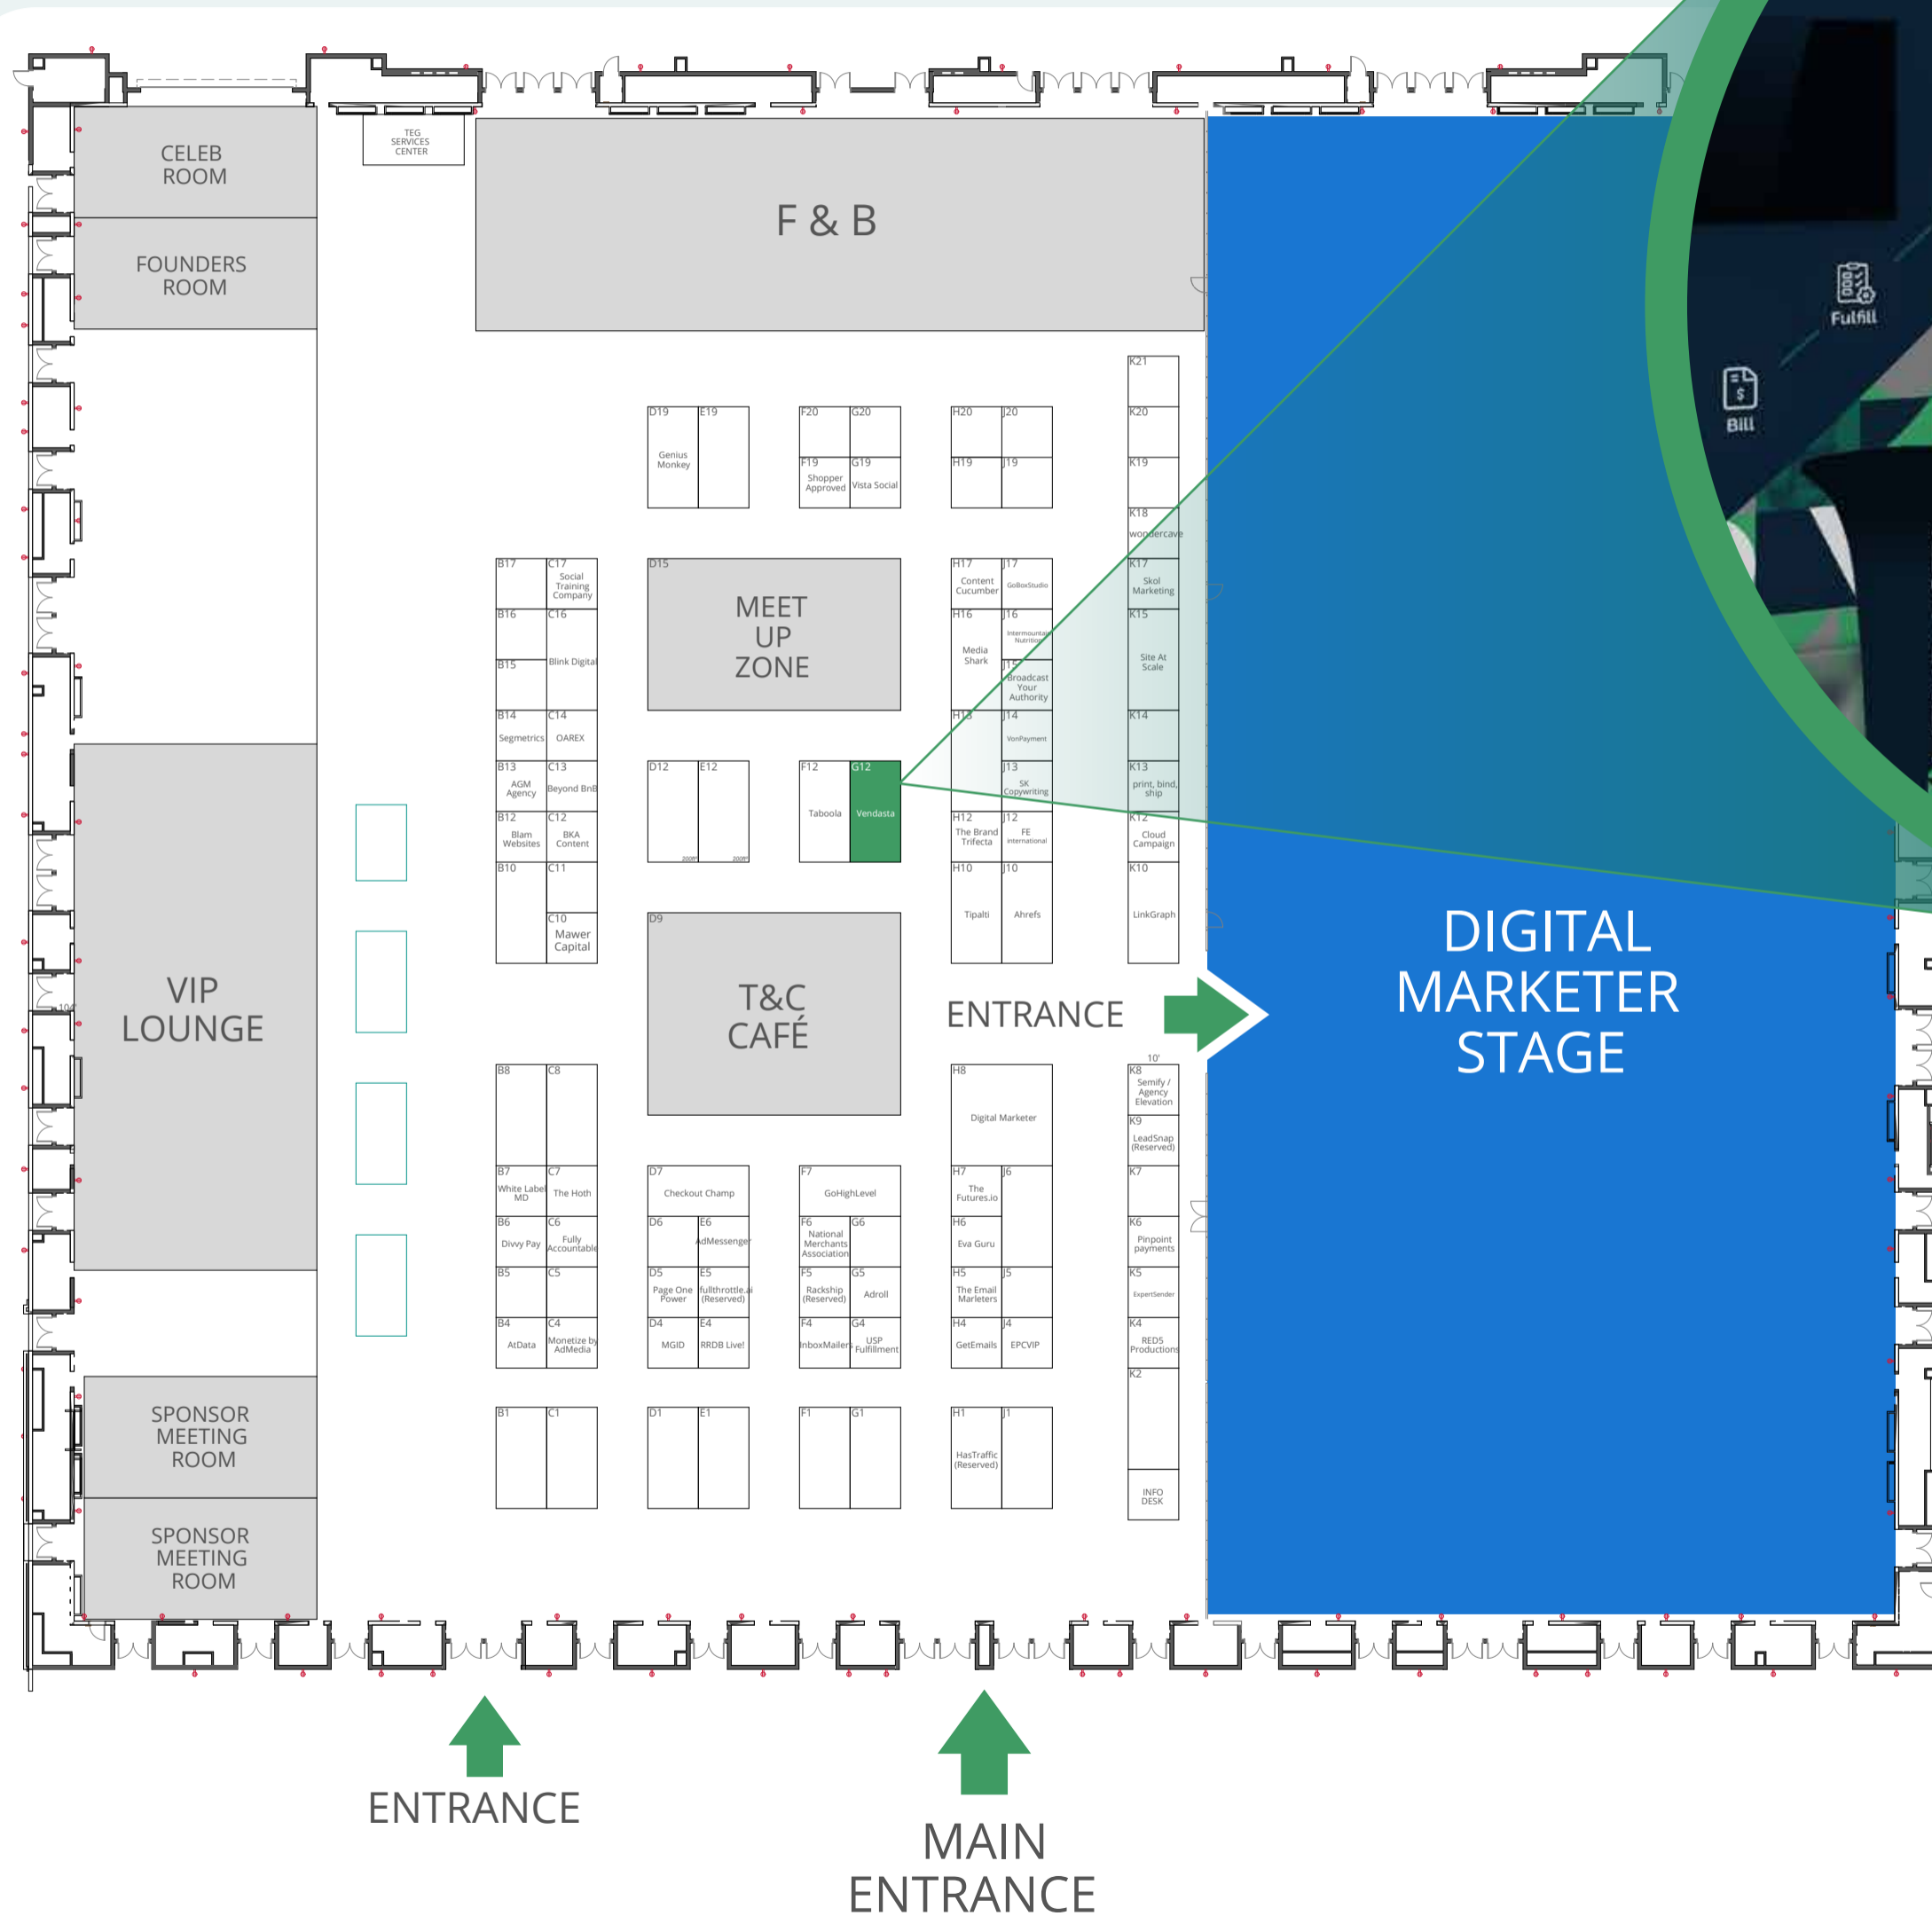 CELEB
ROOM
FOUNDERS
ROOM
TEG
SERVICES
CENTER
F & B
Fulfill
Bill
K21
D19
E19
F20
G20
H20
J20
K20
Genius
Monkey
F19
G19
H19
J19
K19
Shopper
Approved
Vista Social
K18
wondercave
B17
C17
Social
Training
Company
D15
MEET
UP
ZONE
H17
Content
Cucumber
J17
GoBoxStudio
K17
Skol
Marketing
B16
C16
Blink Digital
H16
Media
Shark
J16
Intermountain
Nutrition
K15
Site At
Scale
B15
J15
Broadcast
Your
Authority
B14
Segmetrics
C14
OAREX
H13
J14
VonPayment
K14
B13
AGM
Agency
C13
Beyond BnB
D12
200ft²
E12
200ft²
F12
Taboola
G12
Vendasta
J13
SK
Copywriting
K13
print, bind,
ship
B12
Blam
Websites
C12
BKA
Content
H12
The Brand
Trifecta
J12
FE
International
K12
Cloud
Campaign
B10
C11
H10
Tipalti
J10
Ahrefs
K10
LinkGraph
C10
Mawer
Capital
D9
T&C
CAFÉ
VIP
LOUNGE
104'
ENTRANCE
DIGITAL
MARKETER
STAGE
10'
B8
C8
H8
Digital Marketer
K8
Semify /
Agency
Elevation
K9
LeadSnap
(Reserved)
B7
White Label
MD
C7
The Hoth
D7
Checkout Champ
F7
GoHighLevel
H7
The
Futures.io
J6
K7
B6
Divvy Pay
C6
Fully
Accountable
D6
E6
AdMessenger
F6
National
Merchants
Association
G6
H6
Eva Guru
K6
Pinpoint
payments
B5
C5
D5
Page One
Power
E5
fullthrottle.ai
(Reserved)
F5
Rackship
(Reserved)
G5
Adroll
H5
The Email
Marleters
J5
K5
ExpertSender
B4
AtData
C4
Monetize by
AdMedia
D4
MGID
E4
RRDB Live!
F4
InboxMailers
G4
USP
Fulfillment
H4
GetEmails
J4
EPCVIP
K4
RED5
Productions
K2
SPONSOR
MEETING
ROOM
B1
C1
D1
E1
F1
G1
H1
HasTraffic
(Reserved)
J1
INFO
DESK
SPONSOR
MEETING
ROOM
ENTRANCE
MAIN
ENTRANCE